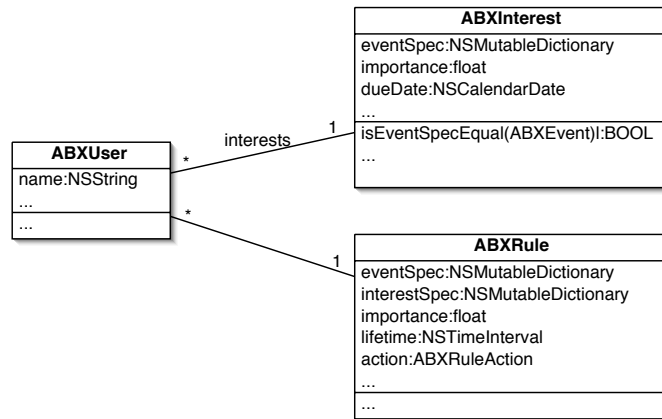 ABXInterest
eventSpec:NSMutableDictionary
importance:float
dueDate:NSCalendarDate
...
isEventSpecEqual(ABXEvent)l:BOOL
...
1
interests
*
ABXUser
name:NSString
...
...
*
1
ABXRule
eventSpec:NSMutableDictionary
interestSpec:NSMutableDictionary
importance:float
lifetime:NSTimeInterval
action:ABXRuleAction
...
...